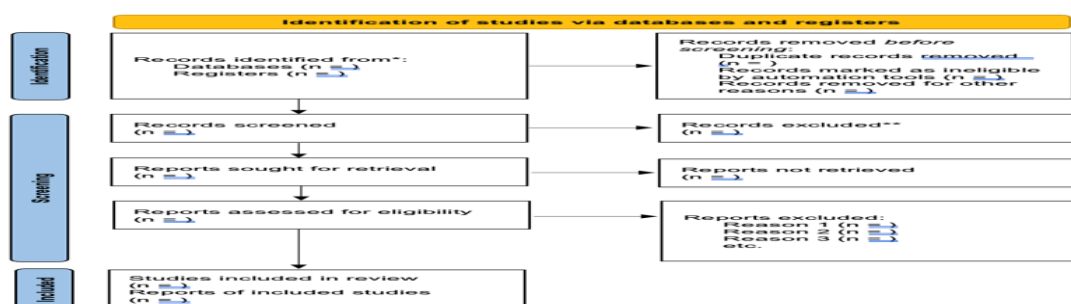 Identification of studies via databases and registers
Identification
Records identified from*:
Databases (n = )
Registers (n = )
Records removed before
screening:
Duplicate records removed
(n = )
Records marked as ineligible
by automation tools (n = )
Records removed for other
reasons (n = )
Screening
Records screened
(n = )
Records excluded**
(n = )
Reports sought for retrieval
(n = )
Reports not retrieved
(n = )
Reports assessed for eligibility
(n = )
Reports excluded:
Reason 1 (n = )
Reason 2 (n = )
Reason 3 (n = )
etc.
Included
Studies included in review
(n = )
Reports of included studies
(n = )